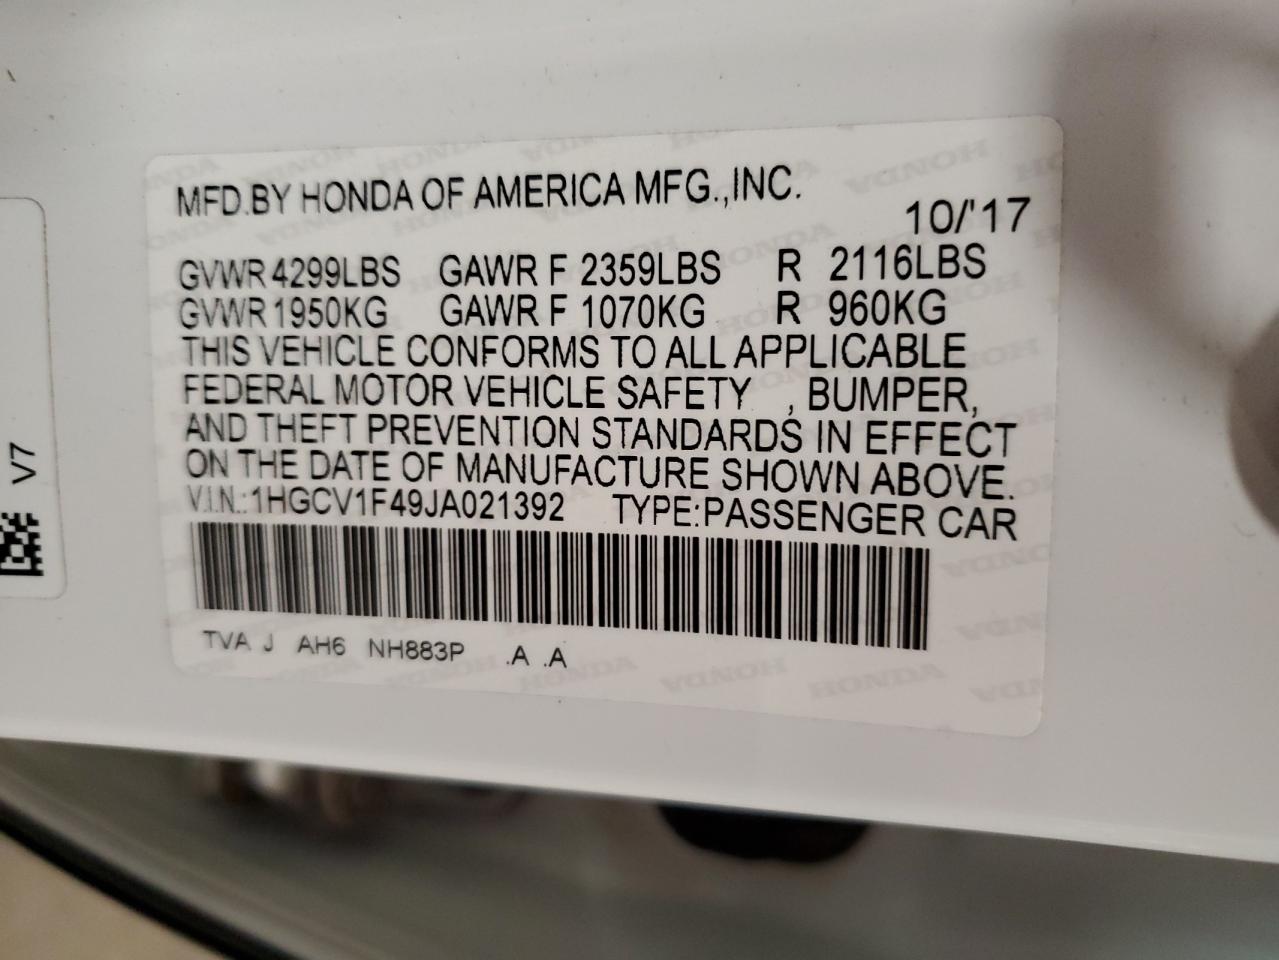 MFD.BY HONDA OF AMERICA MFG.,INC.
10/'17
GVWR 4299LBS GAWR F 2359LBS R 2116LBS
GVWR 1950KG GAWR F 1070KG R 960KG
THIS VEHICLE CONFORMS TO ALL APPLICABLE
FEDERAL MOTOR VEHICLE SAFETY , BUMPER,
AND THEFT PREVENTION STANDARDS IN EFFECT
ON THE DATE OF MANUFACTURE SHOWN ABOVE.
V.I.N.:1HGCV1F49JA021392 TYPE:PASSENGER CAR
TVA J AH6 NH883P .A .A
V7